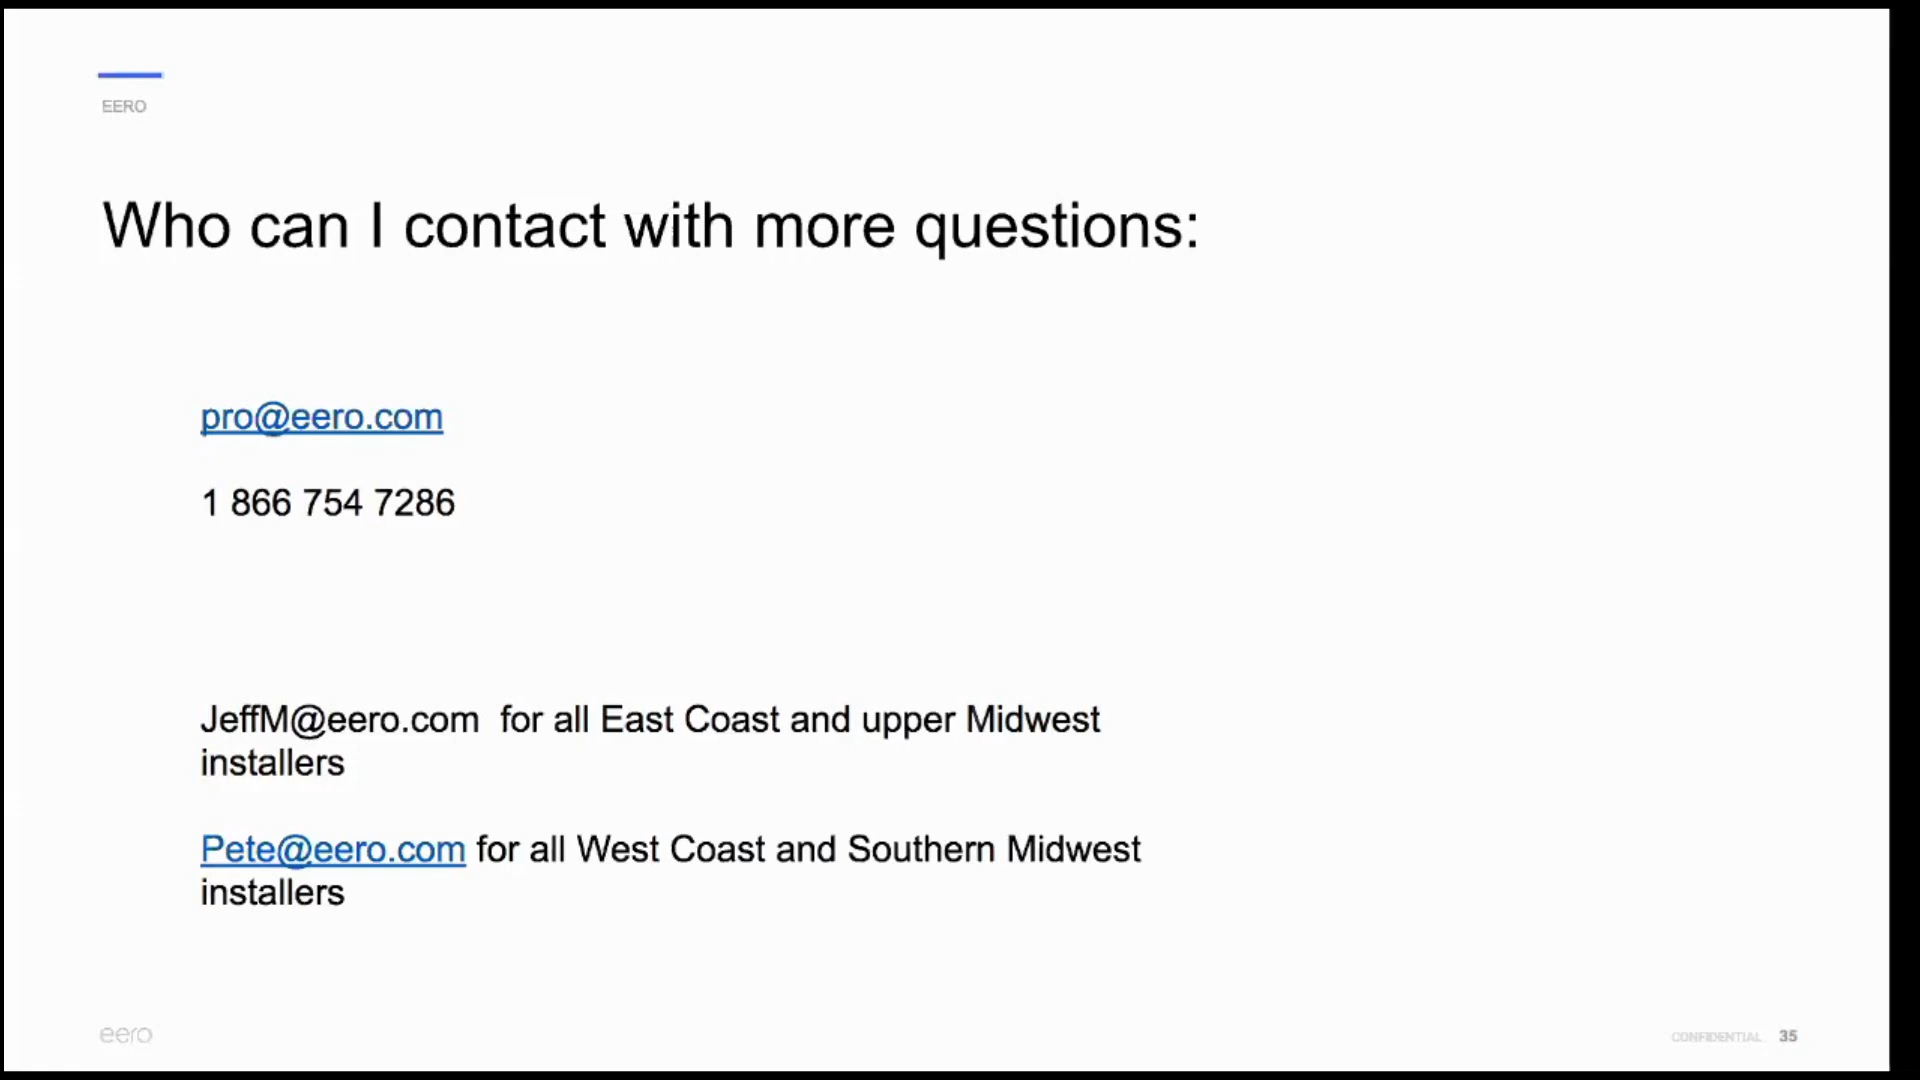 EERO
Who can I contact with more questions:
pro@eero.com
1 866 754 7286
JeffM@eero.com  for all East Coast and upper Midwest
installers
Pete@eero.com for all West Coast and Southern Midwest
installers
eero
CONFIDENTIAL 35